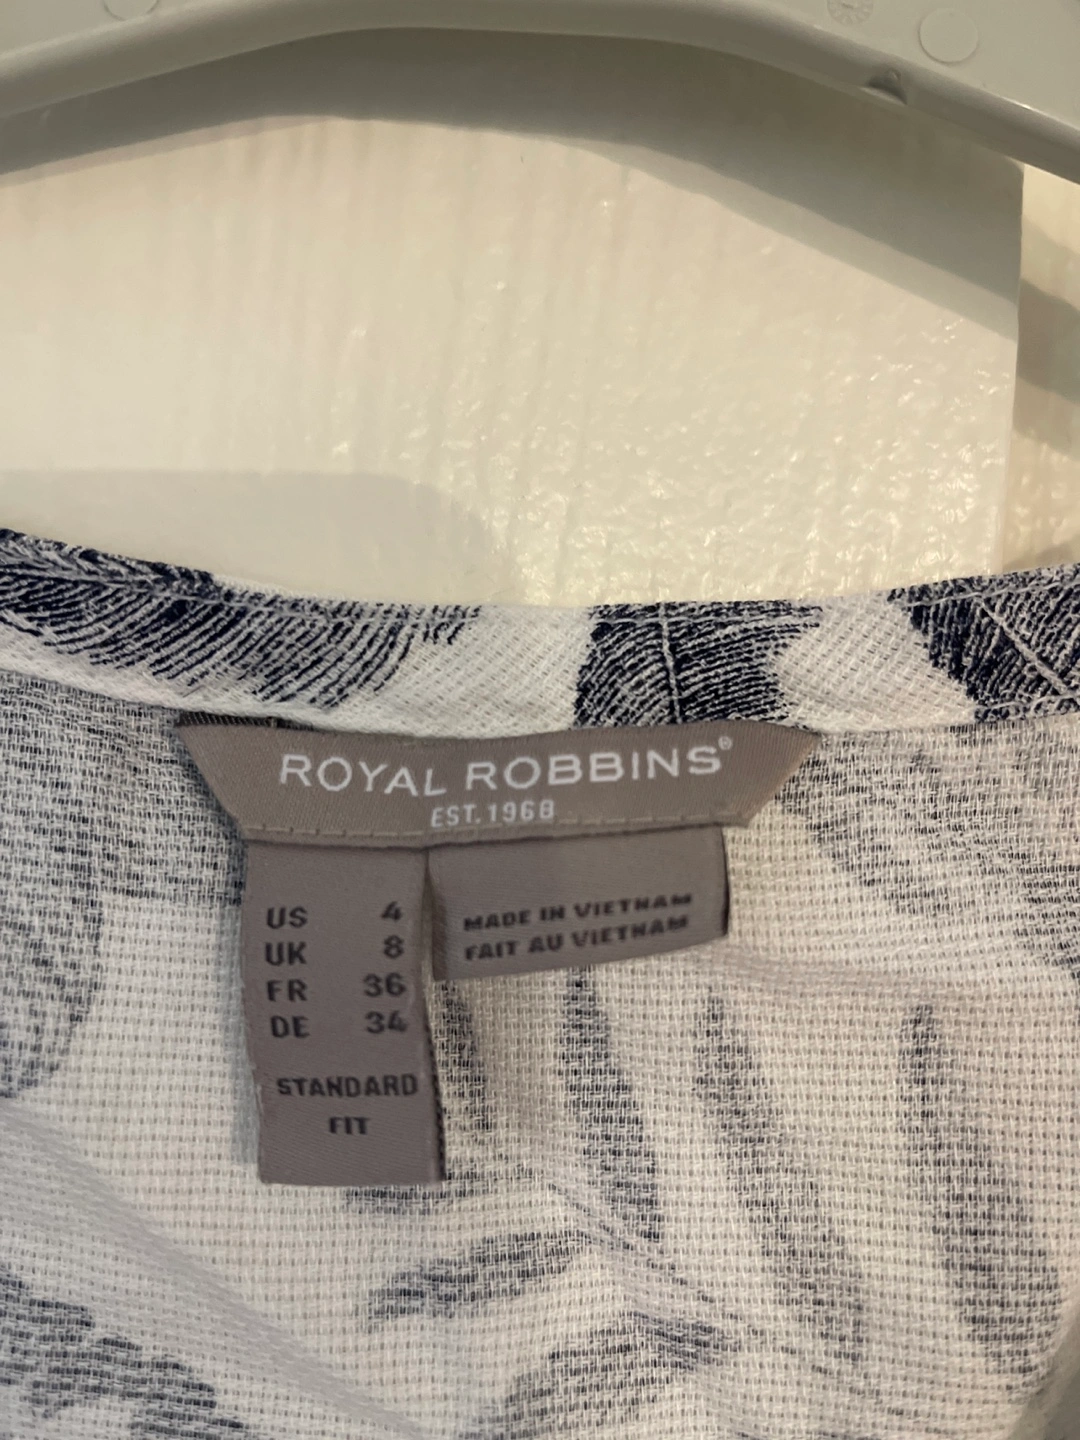 ROYAL ROBBINS®
EST. 1968
US 4
UK 8
FR 36
DE 34
STANDARD
FIT
MADE IN VIETNAM
FAIT AU VIETNAM